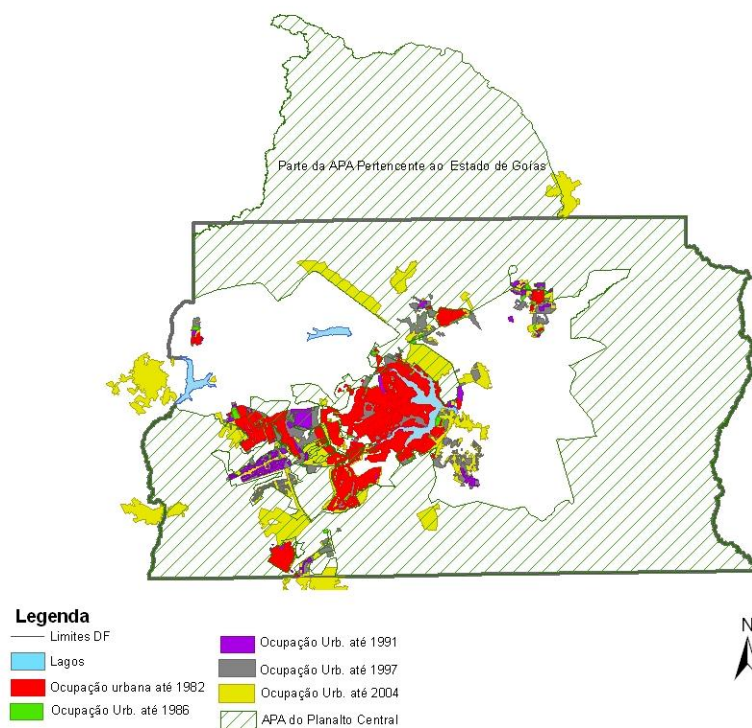 Parte da APA Pertencente ao Estado de Goías
Legenda
Limites DF
Lagos
Ocupação urbana até 1982
Ocupação Urb. até 1986
Ocupação Urb. até 1991
Ocupação Urb. até 1997
Ocupação Urb. até 2004
APA do Planalto Central
N